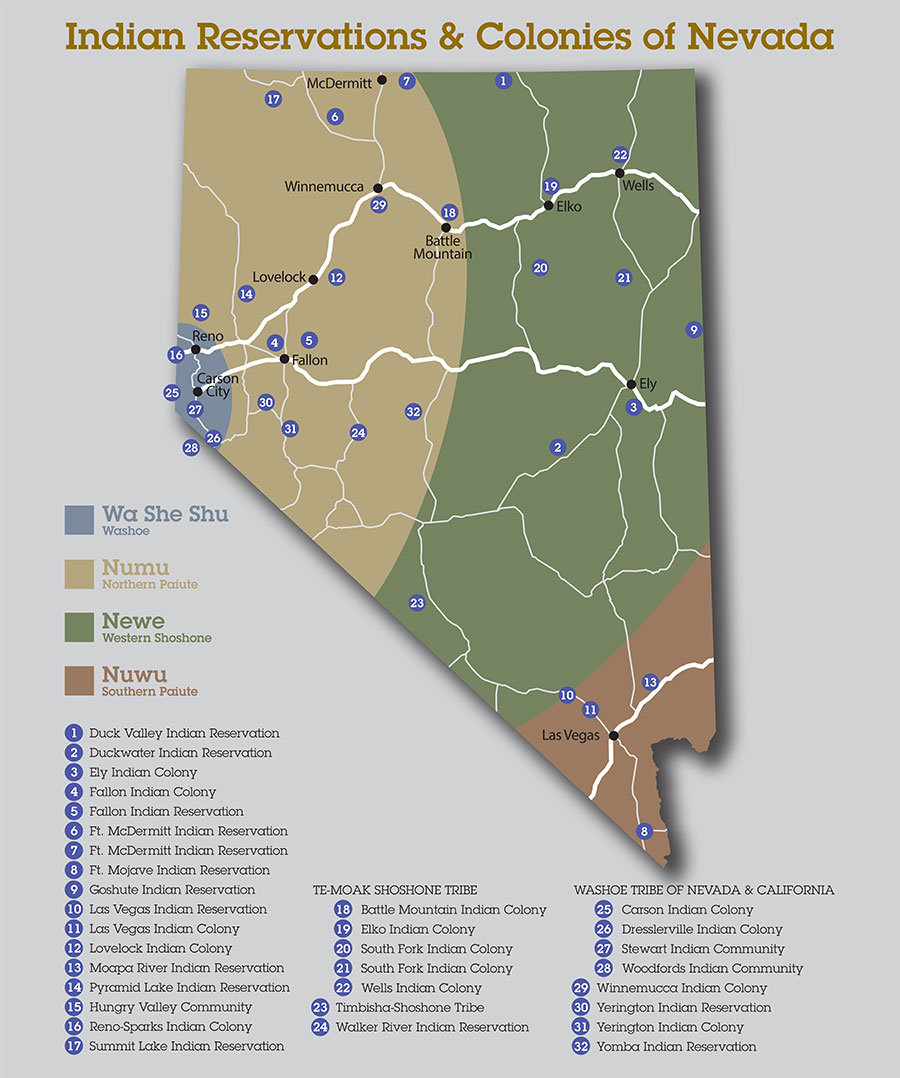 Indian Reservations & Colonies of Nevada
McDermitt
7
1
17
6
22
Winnemucca
19
Wells
29
18
Elko
Battle
Mountain
20
Lovelock
12
21
14
15
9
Reno
4
5
16
Fallon
Carson
City
Ely
25
27
30
32
3
31
24
26
28
2
Wa She Shu
Washoe
Numu
Northern Paiute
23
Newe
Western Shoshone
Nuwu
Southern Paiute
13
10
11
Las Vegas
8
1 Duck Valley Indian Reservation
2 Duckwater Indian Reservation
3 Ely Indian Colony
4 Fallon Indian Colony
5 Fallon Indian Reservation
6 Ft. McDermitt Indian Reservation
7 Ft. McDermitt Indian Reservation
8 Ft. Mojave Indian Reservation
9 Goshute Indian Reservation
10 Las Vegas Indian Reservation
11 Las Vegas Indian Colony
12 Lovelock Indian Colony
13 Moapa River Indian Reservation
14 Pyramid Lake Indian Reservation
15 Hungry Valley Community
16 Reno-Sparks Indian Colony
17 Summit Lake Indian Reservation
TE-MOAK SHOSHONE TRIBE
18 Battle Mountain Indian Colony
19 Elko Indian Colony
20 South Fork Indian Colony
21 South Fork Indian Colony
22 Wells Indian Colony
23 Timbisha-Shoshone Tribe
24 Walker River Indian Reservation
WASHOE TRIBE OF NEVADA & CALIFORNIA
25 Carson Indian Colony
26 Dresslerville Indian Colony
27 Stewart Indian Community
28 Woodfords Indian Community
29 Winnemucca Indian Colony
30 Yerington Indian Reservation
31 Yerington Indian Colony
32 Yomba Indian Reservation